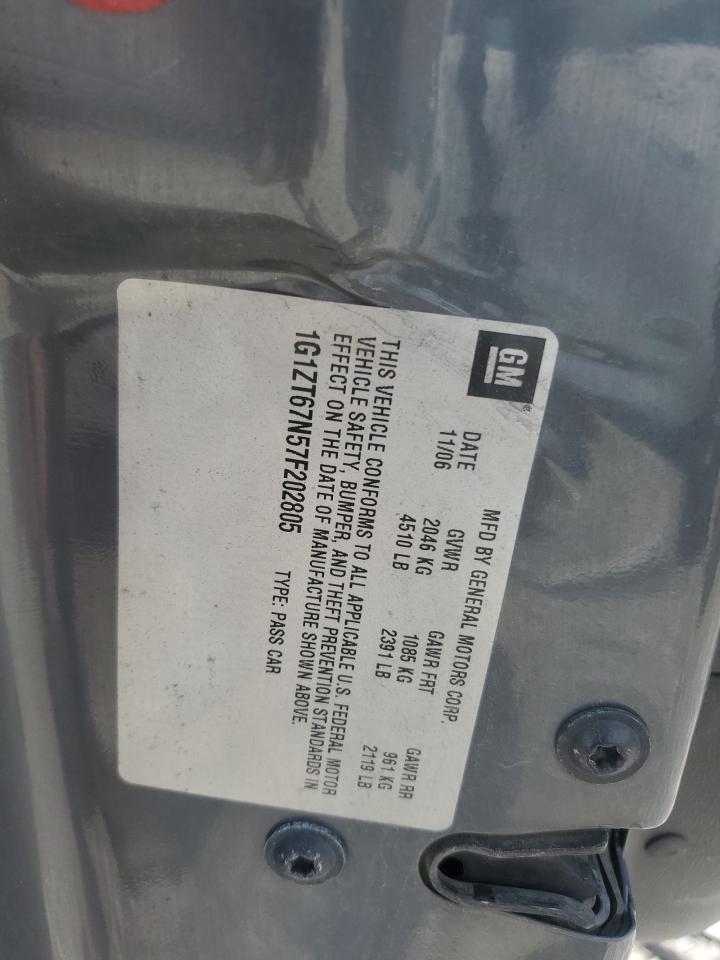 GM
MFD BY GENERAL MOTORS CORP.
DATE GVWR GAWR FRT GAWR RR
11/06 2046 KG 1085 KG 961 KG
4510 LB 2391 LB 2119 LB
THIS VEHICLE CONFORMS TO ALL APPLICABLE U.S. FEDERAL MOTOR
VEHICLE SAFETY, BUMPER, AND THEFT PREVENTION STANDARDS IN
EFFECT ON THE DATE OF MANUFACTURE SHOWN ABOVE.
1G1ZT67N57F202805 TYPE: PASS CAR